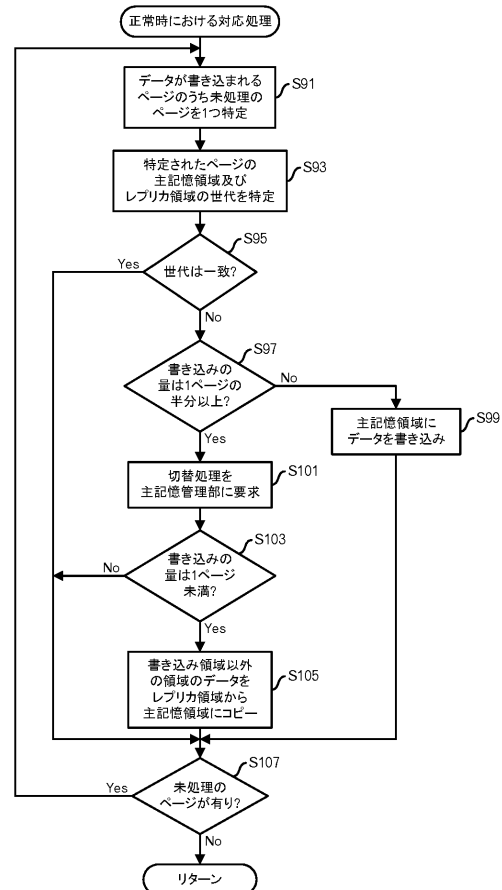 正常時における対応処理
データが書き込まれる
ページのうち未処理の
ページを1つ特定
S91
特定されたページの
主記憶領域及び
レプリカ領域の世代を特定
S93
世代は一致?
S95
Yes
No
書き込みの
量は1ページの
半分以上?
S97
No
Yes
主記憶領域に
データを書き込み
S99
切替処理を
主記憶管理部に要求
S101
書き込みの
量は1ページ
未満?
S103
No
Yes
書き込み領域以外
の領域のデータを
レプリカ領域から
主記憶領域にコピー
S105
未処理の
ページが有り?
S107
Yes
No
リターン